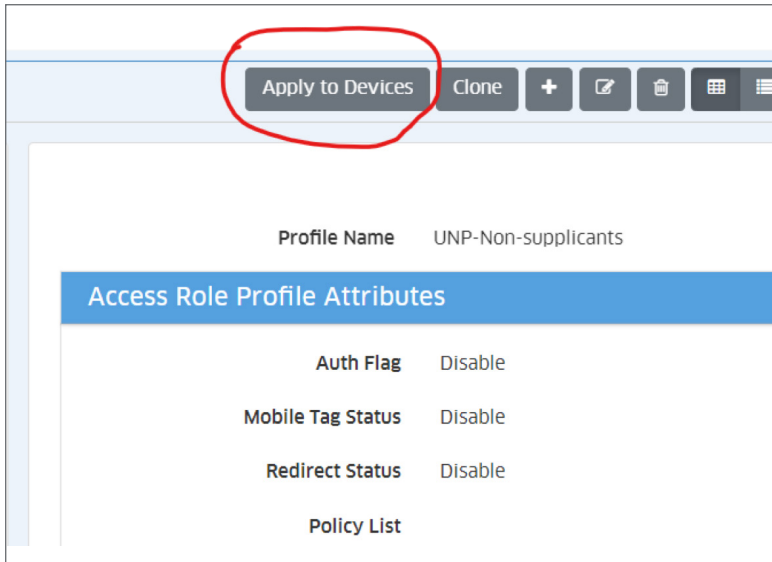 Apply to Devices Clone
Profile Name UNP-Non-supplicants
Access Role Profile Attributes
Auth Flag Disable
Mobile Tag Status Disable
Redirect Status Disable
Policy List